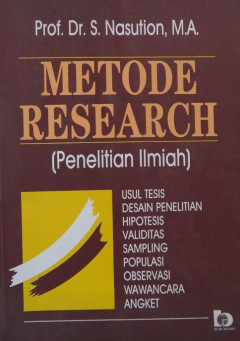 Prof. Dr. S. Nasution, M.A.
METODE
RESEARCH
(Penelitian Ilmiah)
USUL TESIS
DESAIN PENELITIAN
HIPOTESIS
VALIDITAS
SAMPLING
POPULASI
OBSERVASI
WAWANCARA
ANGKET